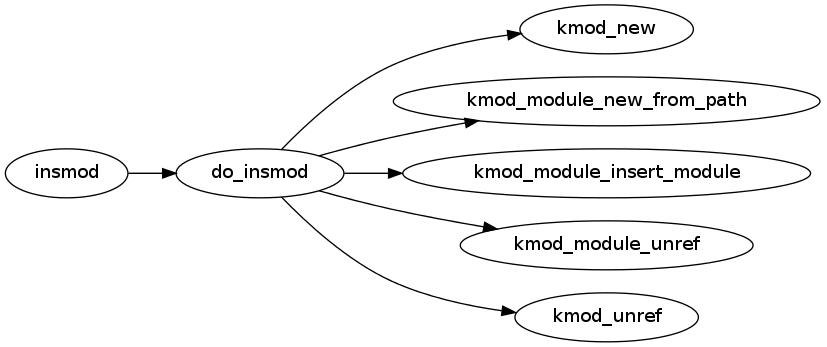 kmod_new
kmod_module_new_from_path
insmod
do_insmod
kmod_module_insert_module
kmod_module_unref
kmod_unref